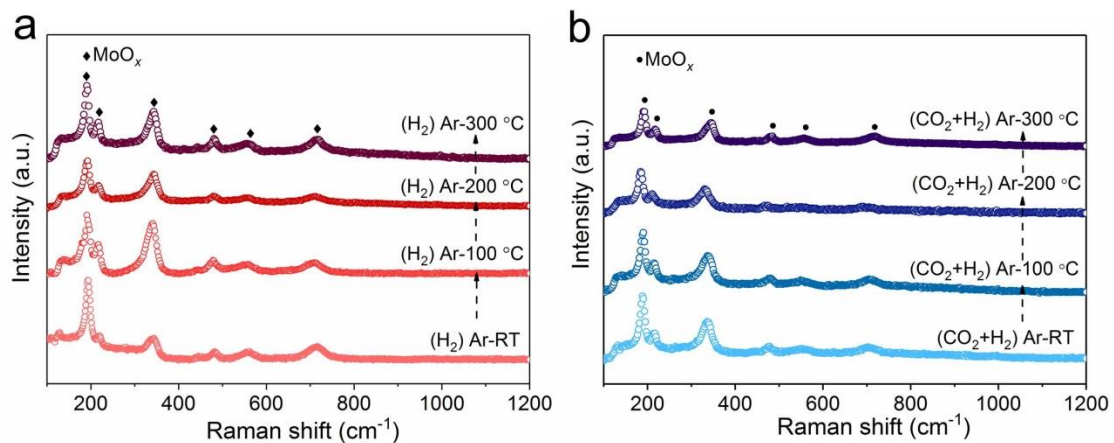 a
◆MoOₓ
(H₂) Ar-300 °C
(H₂) Ar-200 °C
(H₂) Ar-100 °C
(H₂) Ar-RT
Intensity (a.u.)
200 400 600 800 1000 1200
Raman shift (cm⁻¹)
b
•MoOₓ
(CO₂+H₂) Ar-300 °C
(CO₂+H₂) Ar-200 °C
(CO₂+H₂) Ar-100 °C
(CO₂+H₂) Ar-RT
Intensity (a.u.)
200 400 600 800 1000 1200
Raman shift (cm⁻¹)